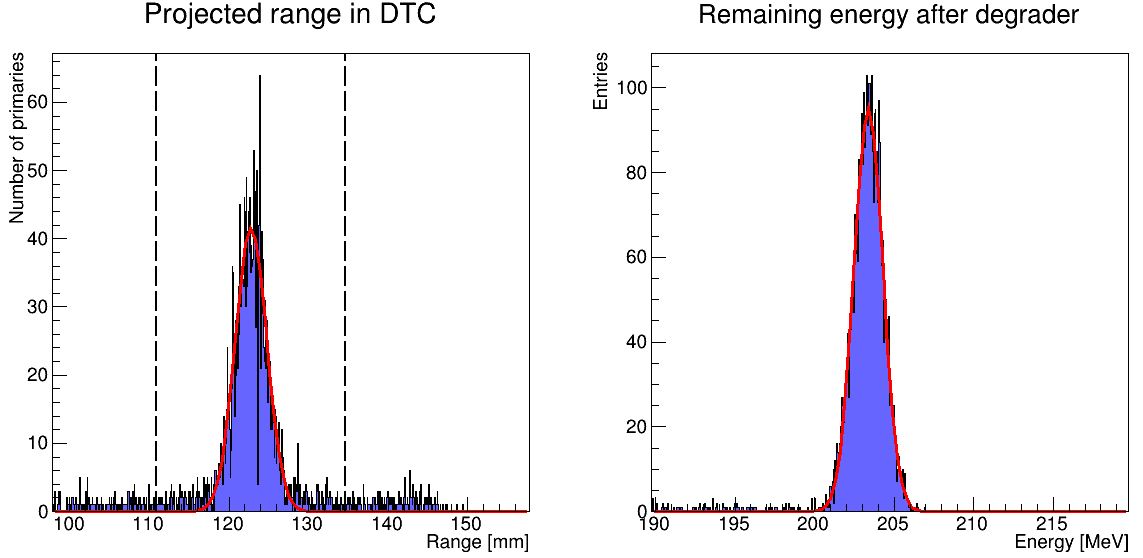 Projected range in DTC
Number of primaries
60
50
40
30
20
10
0
100 110 120 130 140 150
Range [mm]
Remaining energy after degrader
Entries
100
80
60
40
20
0
190 195 200 205 210 215
Energy [MeV]